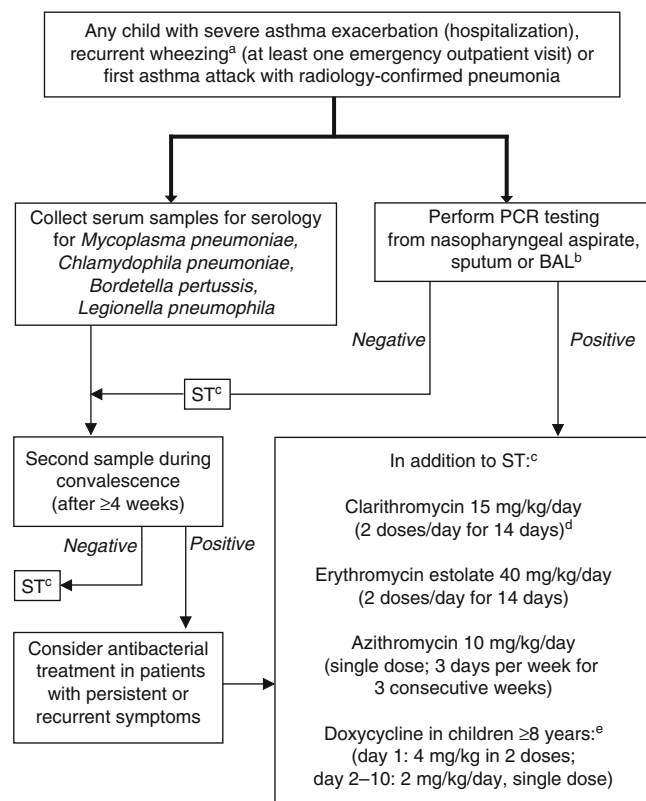 Any child with severe asthma exacerbation (hospitalization),
recurrent wheezingᵃ (at least one emergency outpatient visit) or
first asthma attack with radiology-confirmed pneumonia
Collect serum samples for serology
for Mycoplasma pneumoniae,
Chlamydophila pneumoniae,
Bordetella pertussis,
Legionella pneumophila
Perform PCR testing
from nasopharyngeal aspirate,
sputum or BALᵇ
Negative
Positive
STᶜ
Second sample during
convalescence
(after ≥4 weeks)
Negative
Positive
STᶜ
Consider antibacterial
treatment in patients
with persistent or
recurrent symptoms
In addition to ST:ᶜ
Clarithromycin 15 mg/kg/day
(2 doses/day for 14 days)ᵈ
Erythromycin estolate 40 mg/kg/day
(2 doses/day for 14 days)
Azithromycin 10 mg/kg/day
(single dose; 3 days per week for
3 consecutive weeks)
Doxycycline in children ≥8 years:ᵉ
(day 1: 4 mg/kg in 2 doses;
day 2–10: 2 mg/kg/day, single dose)